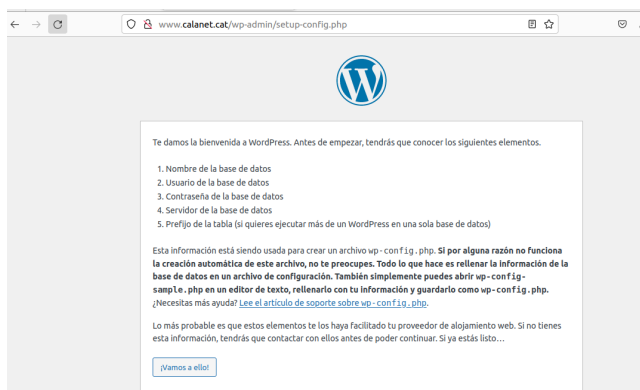 www.calanet.cat/wp-admin/setup-config.php
Te damos la bienvenida a WordPress. Antes de empezar, tendrás que conocer los siguientes elementos.
1. Nombre de la base de datos
2. Usuario de la base de datos
3. Contraseña de la base de datos
4. Servidor de la base de datos
5. Prefijo de la tabla (si quieres ejecutar más de un WordPress en una sola base de datos)
Esta información está siendo usada para crear un archivo wp-config.php. Si por alguna razón no funciona
la creación automática de este archivo, no te preocupes. Todo lo que hace es rellenar la información de la
base de datos en un archivo de configuración. También simplemente puedes abrir wp-config-
sample.php en un editor de texto, rellenarlo con tu información y guardarlo como wp-config.php.
¿Necesitas más ayuda? Lee el artículo de soporte sobre wp-config.php.
Lo más probable es que estos elementos te los haya facilitado tu proveedor de alojamiento web. Si no tienes
esta información, tendrás que contactar con ellos antes de poder continuar. Si ya estás listo…
¡Vamos a ello!